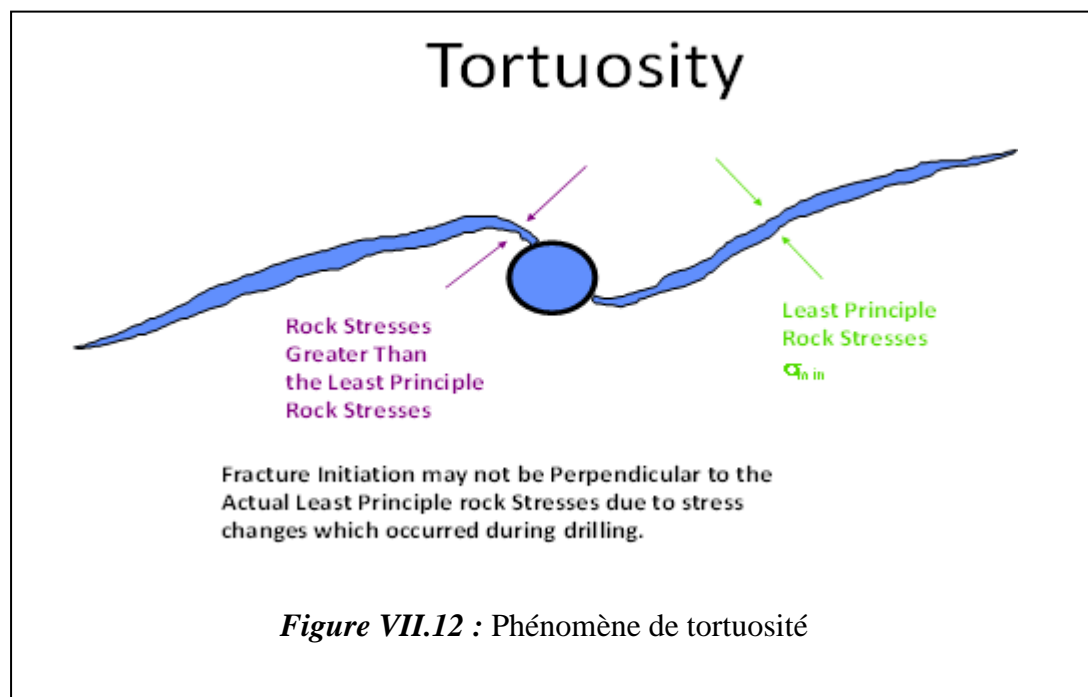 Tortuosity
Rock Stresses
Greater Than
the Least Principle
Rock Stresses
Least Principle
Rock Stresses
Fracture Initiation may not be Perpendicular to the
Actual Least Principle rock Stresses due to stress
changes which occurred during drilling.
Figure VII.12 : Phénomène de tortuosité